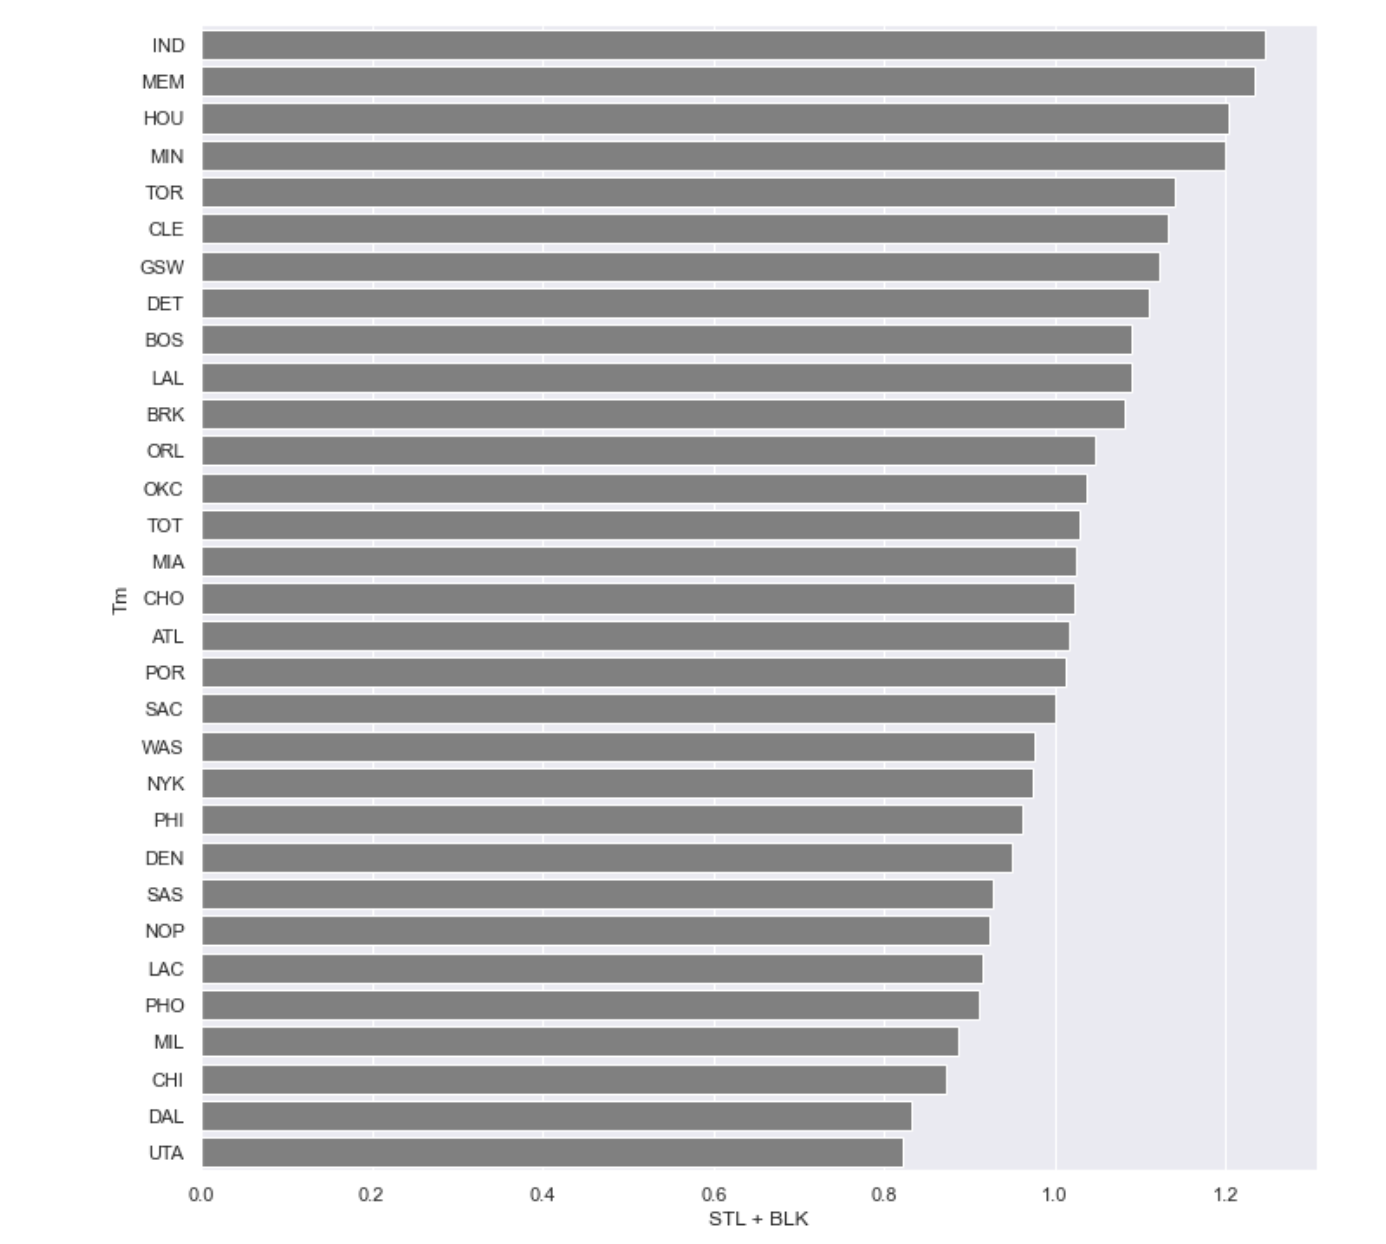 IND
MEM
HOU
MIN
TOR
CLE
GSW
DET
BOS
LAL
BRK
ORL
OKC
TOT
MIA
Tm
CHO
ATL
POR
SAC
WAS
NYK
PHI
DEN
SAS
NOP
LAC
PHO
MIL
CHI
DAL
UTA
0.0 0.2 0.4 0.6 0.8 1.0 1.2
STL + BLK